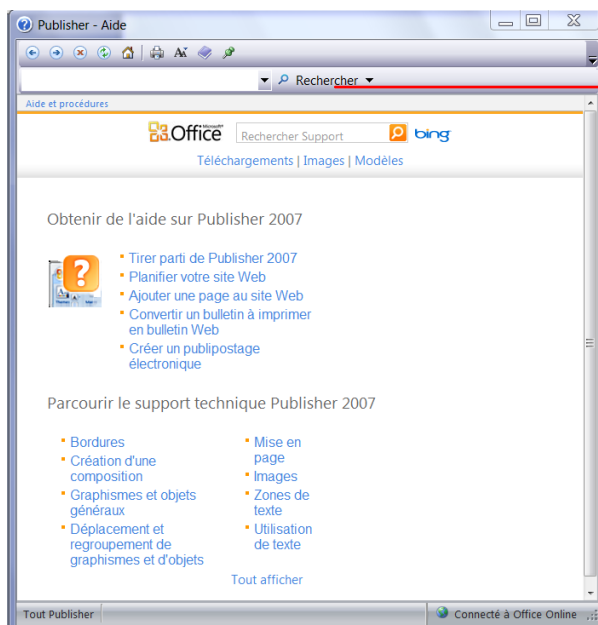 Publisher - Aide
Rechercher
Aide et procédures
Microsoft®
Office
Rechercher Support
bing
Téléchargements | Images | Modèles
Obtenir de l'aide sur Publisher 2007
Tirer parti de Publisher 2007
Planifier votre site Web
Ajouter une page au site Web
Convertir un bulletin à imprimer
en bulletin Web
Créer un publipostage
électronique
Parcourir le support technique Publisher 2007
Bordures
Création d'une
composition
Graphismes et objets
généraux
Déplacement et
regroupement de
graphismes et d'objets
Mise en
page
Images
Zones de
texte
Utilisation
de texte
Tout afficher
Tout Publisher
Connecté à Office Online